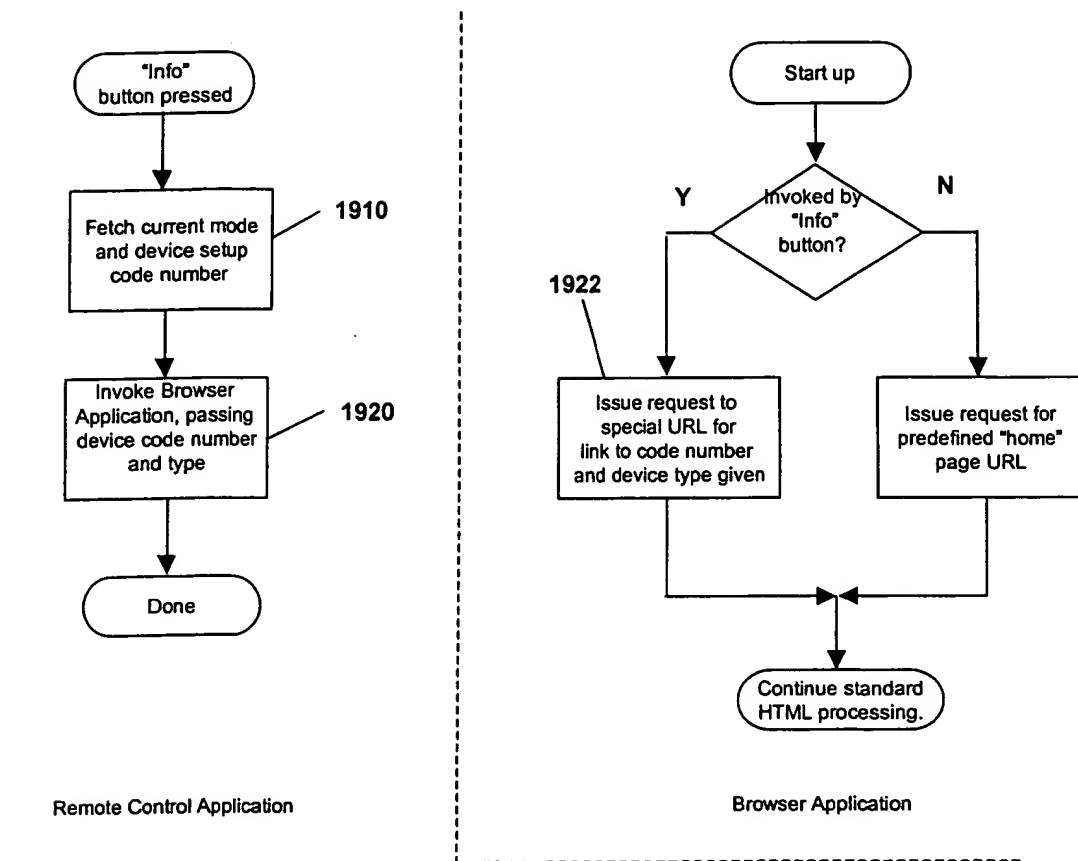 "Info"
button pressed
1910
Fetch current mode
and device setup
code number
Invoke Browser
Application, passing
device code number
and type
1920
Done
Remote Control Application
Start up
Y
N
Invoked by
"Info"
button?
1922
Issue request to
special URL for
link to code number
and device type given
Issue request for
predefined "home"
page URL
Continue standard
HTML processing.
Browser Application